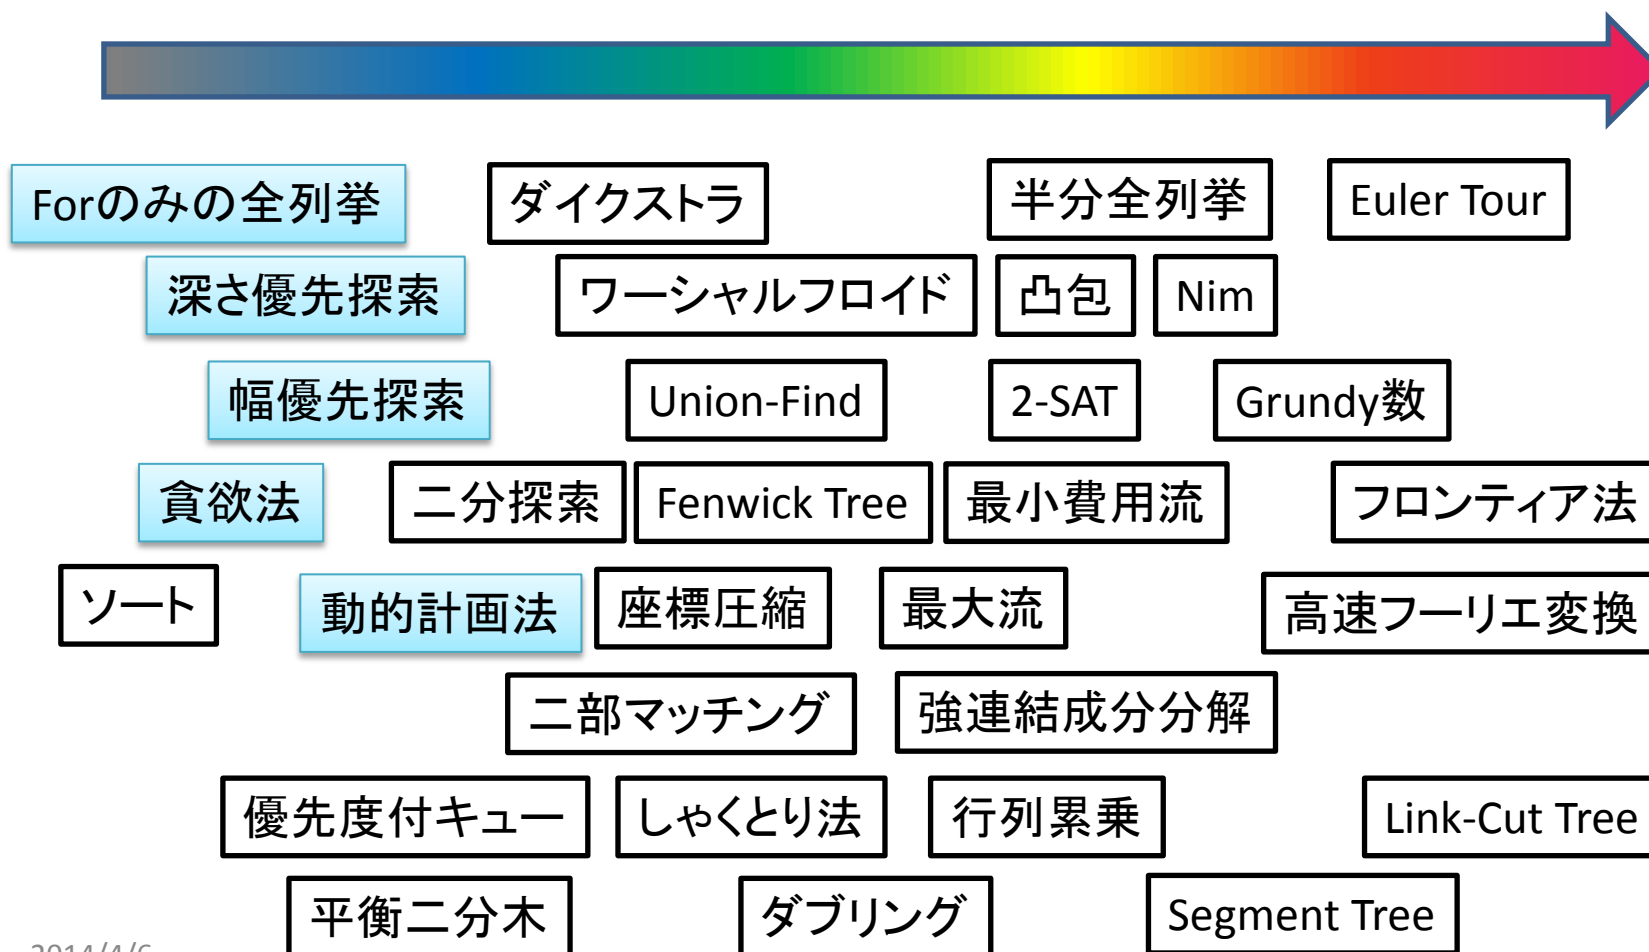 Forのみの全列挙
ダイクストラ
半分全列挙
Euler Tour
深さ優先探索
ワーシャルフロイド
凸包
Nim
幅優先探索
Union-Find
2-SAT
Grundy数
貪欲法
二分探索
Fenwick Tree
最小費用流
フロンティア法
ソート
動的計画法
座標圧縮
最大流
高速フーリエ変換
二部マッチング
強連結成分分解
優先度付キュー
しゃくとり法
行列累乗
Link-Cut Tree
平衡二分木
ダブリング
Segment Tree
2014/4/6